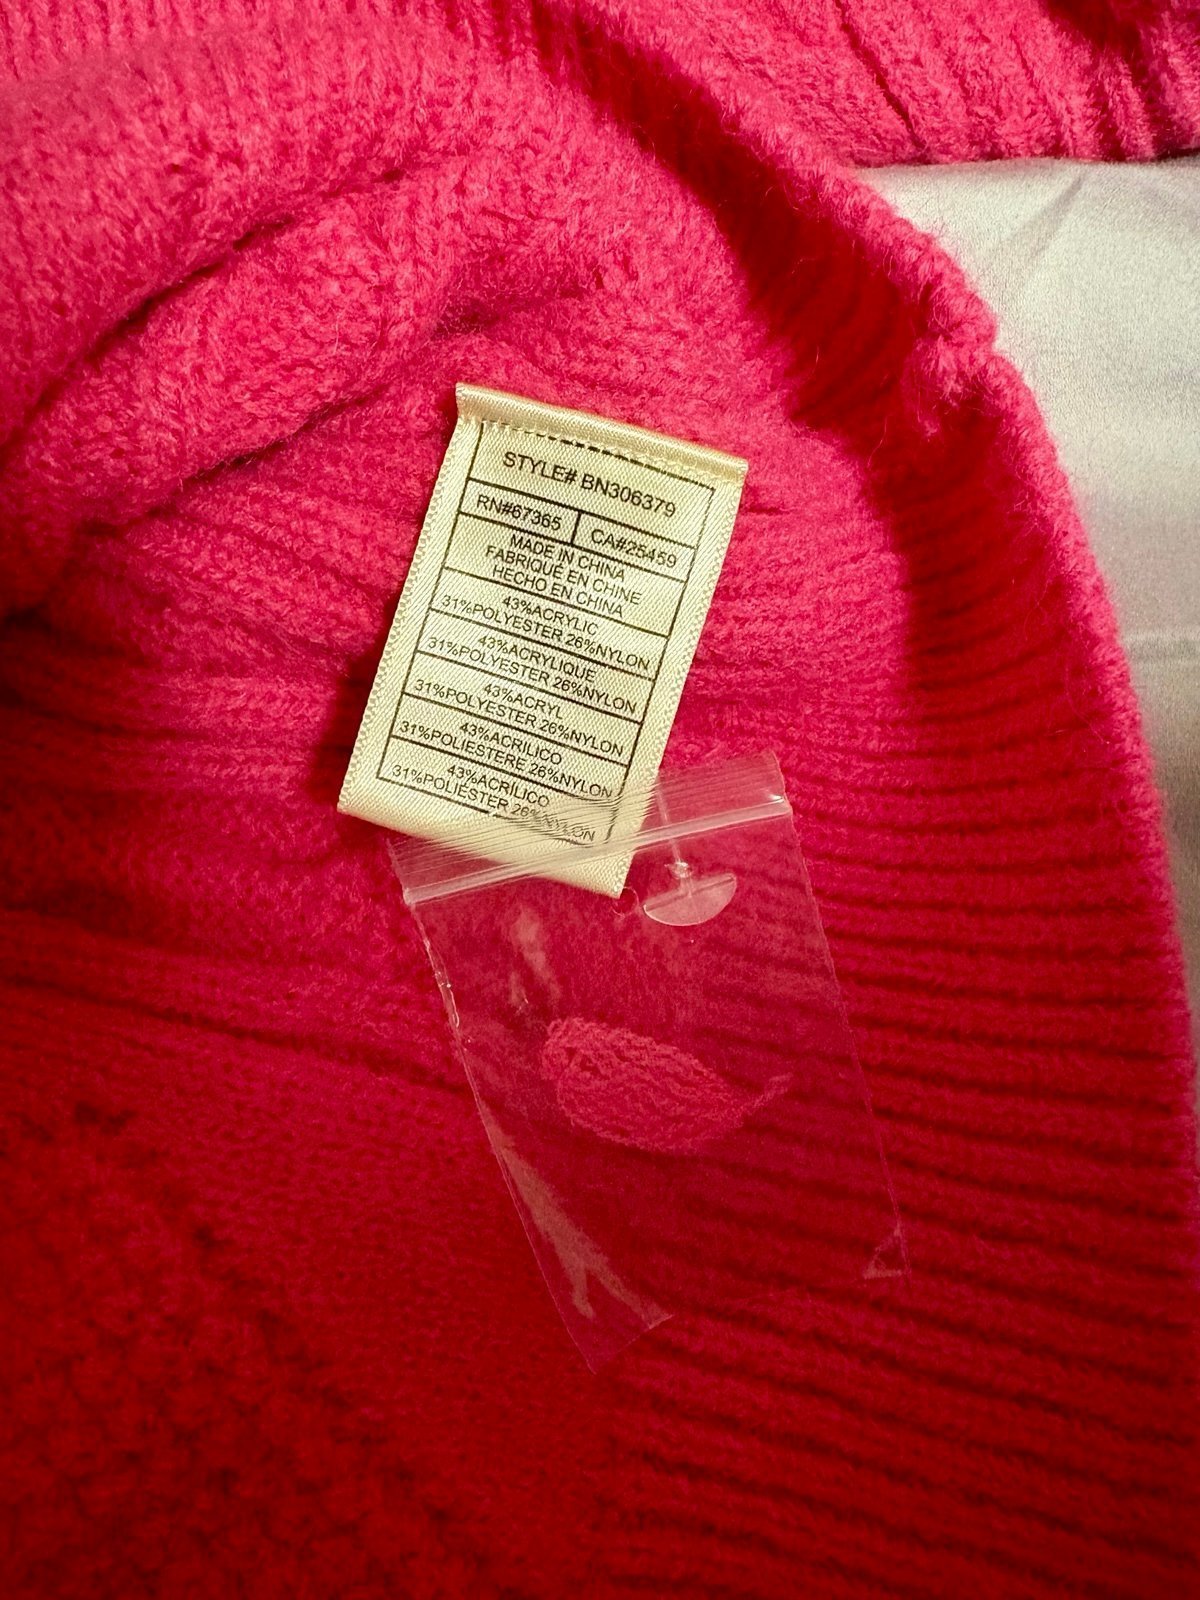 STYLE# BN306379
RN#67365 CA#25459
MADE IN CHINA
FABRIQUÉ EN CHINE
HECHO EN CHINA
43%ACRYLIC
31%POLYESTER 26%NYLON
43%ACRYLIQUE
31%POLYESTER 26%NYLON
43%ACRYL
31%POLYESTER 26%NYLON
43%ACRILICO
31%POLIESTERE 26%NYLON
43%ACRÍLICO
31%POLIÉSTER 26%NYLON